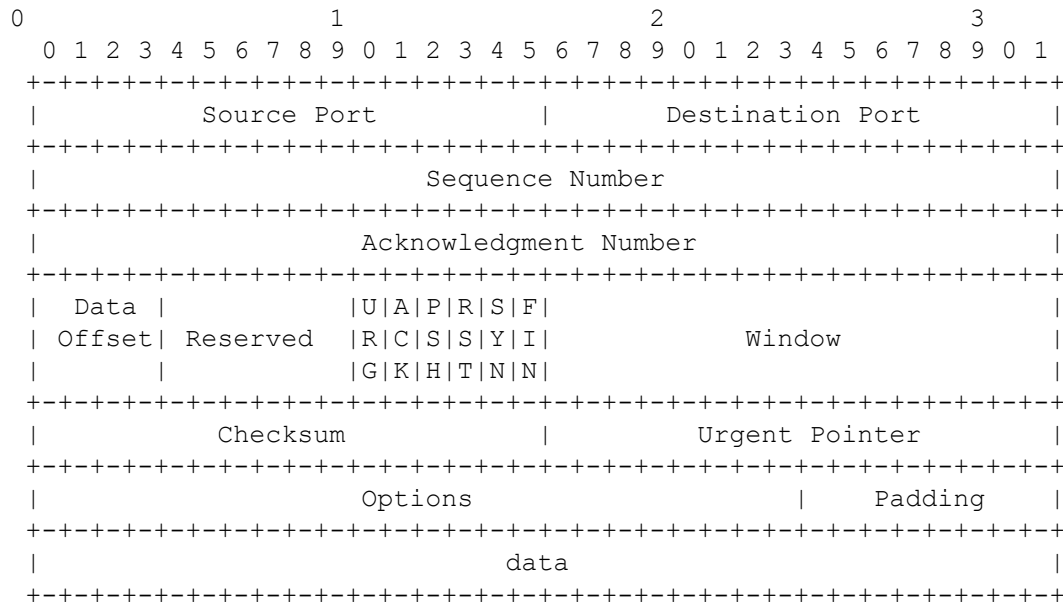 0                   1                   2                   3
  0 1 2 3 4 5 6 7 8 9 0 1 2 3 4 5 6 7 8 9 0 1 2 3 4 5 6 7 8 9 0 1
 +-+-+-+-+-+-+-+-+-+-+-+-+-+-+-+-+-+-+-+-+-+-+-+-+-+-+-+-+-+-+-+-+
 |          Source Port          |       Destination Port        |
 +-+-+-+-+-+-+-+-+-+-+-+-+-+-+-+-+-+-+-+-+-+-+-+-+-+-+-+-+-+-+-+-+
 |                        Sequence Number                        |
 +-+-+-+-+-+-+-+-+-+-+-+-+-+-+-+-+-+-+-+-+-+-+-+-+-+-+-+-+-+-+-+-+
 |                    Acknowledgment Number                      |
 +-+-+-+-+-+-+-+-+-+-+-+-+-+-+-+-+-+-+-+-+-+-+-+-+-+-+-+-+-+-+-+-+
 |  Data |           |U|A|P|R|S|F|                               |
 | Offset| Reserved  |R|C|S|S|Y|I|            Window             |
 |       |           |G|K|H|T|N|N|                               |
 +-+-+-+-+-+-+-+-+-+-+-+-+-+-+-+-+-+-+-+-+-+-+-+-+-+-+-+-+-+-+-+-+
 |           Checksum            |         Urgent Pointer        |
 +-+-+-+-+-+-+-+-+-+-+-+-+-+-+-+-+-+-+-+-+-+-+-+-+-+-+-+-+-+-+-+-+
 |                    Options                    |    Padding    |
 +-+-+-+-+-+-+-+-+-+-+-+-+-+-+-+-+-+-+-+-+-+-+-+-+-+-+-+-+-+-+-+-+
 |                             data                              |
 +-+-+-+-+-+-+-+-+-+-+-+-+-+-+-+-+-+-+-+-+-+-+-+-+-+-+-+-+-+-+-+-+